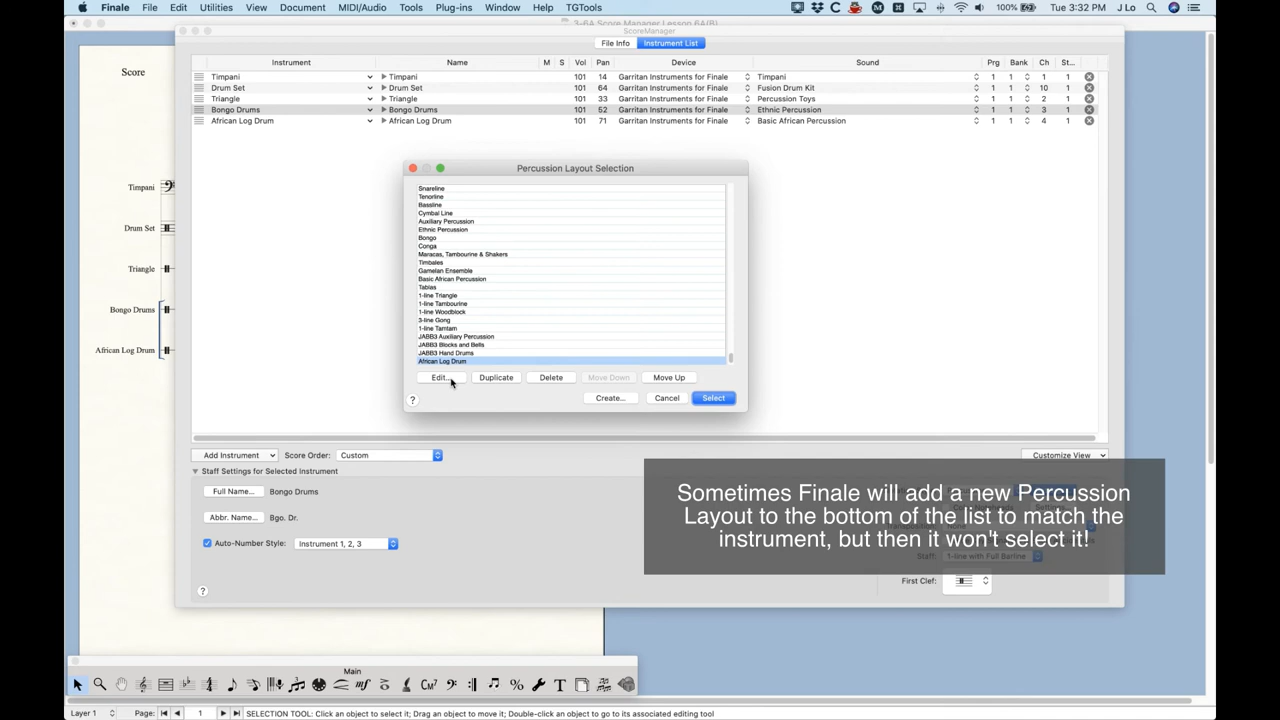 Finale File Edit Utilities View Document MIDI/Audio Tools Plug-ins Window Help TGTools 100% Tue 3:32 PM J Lo
3-6A Score Manager Lesson 6A(B)
ScoreManager
File Info Instrument List
Instrument Name M S Vol Pan Device Sound Prg Bank Ch St...
Timpani Timpani 101 14 Garritan Instruments for Finale Timpani 1 1 1 1
Drum Set Drum Set 101 64 Garritan Instruments for Finale Fusion Drum Kit 1 1 10 1
Triangle Triangle 101 33 Garritan Instruments for Finale Percussion Toys 1 1 2 1
Bongo Drums Bongo Drums 101 52 Garritan Instruments for Finale Ethnic Percussion 1 1 3 1
African Log Drum African Log Drum 101 71 Garritan Instruments for Finale Basic African Percussion 1 1 4 1
Score
Timpani
Drum Set
Triangle
Bongo Drums
African Log Drum
Percussion Layout Selection
Snareline
Tenorline
Bassline
Cymbal Line
Auxiliary Percussion
Ethnic Percussion
Bongo
Conga
Maracas, Tambourine & Shakers
Timbales
Gamelan Ensemble
Basic African Percussion
Tablas
1-line Triangle
1-line Tambourine
1-line Woodblock
3-line Gong
1-line Tamtam
JABB3 Auxiliary Percussion
JABB3 Blocks and Bells
JABB3 Hand Drums
African Log Drum
Edit... Duplicate Delete Move Down Move Up
? Create... Cancel Select
Add Instrument Score Order: Custom Customize View
Staff Settings for Selected Instrument
Full Name... Bongo Drums
Abbr. Name... Bgo. Dr.
Auto-Number Style: Instrument 1, 2, 3
Sometimes Finale will add a new Percussion
Layout to the bottom of the list to match the
instrument, but then it won't select it!
Staff: 1-line with Full Barline
First Clef:
?
Main
Layer 1 Page: 1 SELECTION TOOL: Click an object to select it; Drag an object to move it; Double-click an object to go to its associated editing tool